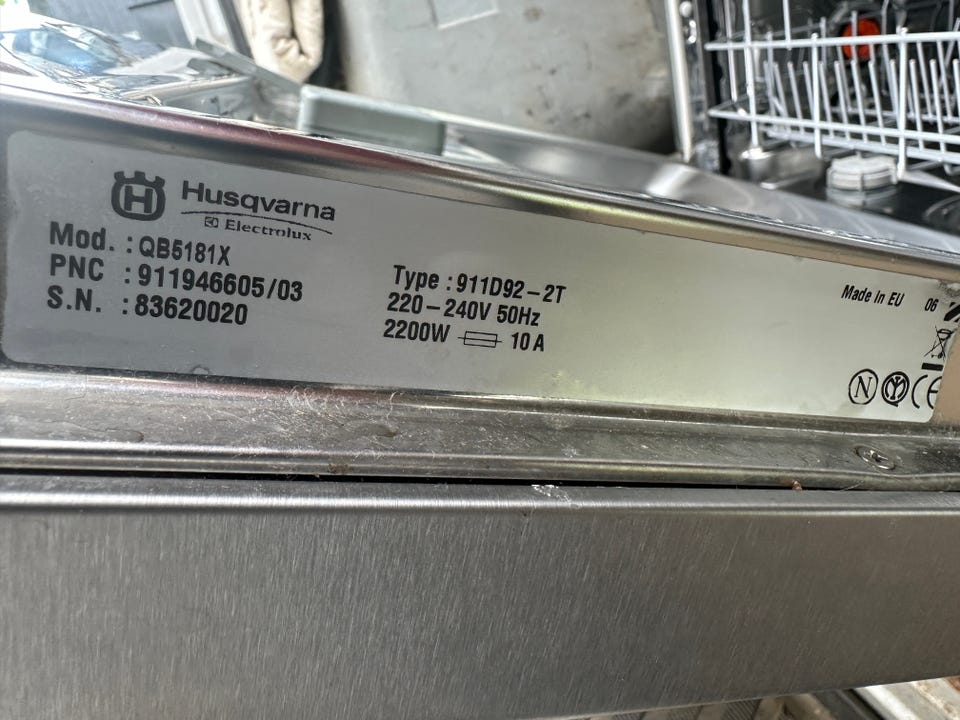 Husqvarna
Electrolux
Mod. : QB5181X
PNC : 911946605/03
S.N. : 83620020
Type : 911D92-2T
220-240V 50Hz
2200W 10 A
Made In EU 06
N
CE